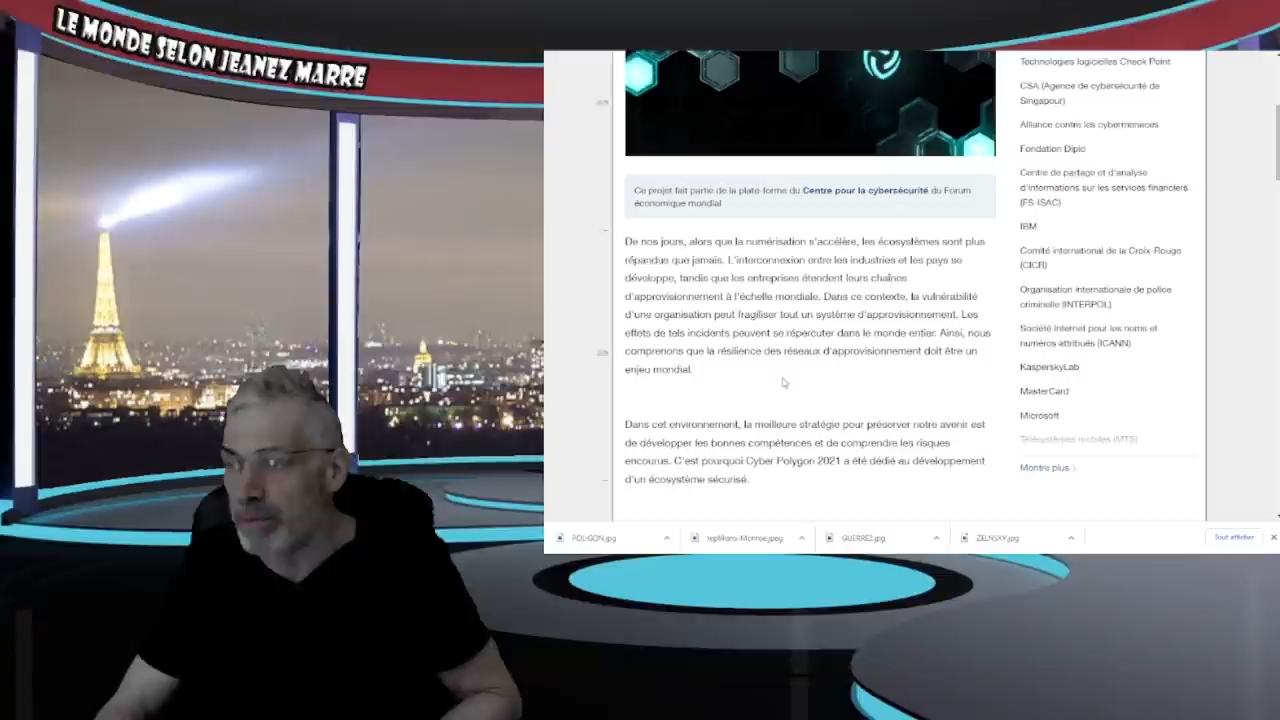 LE MONDE SELON JEANEZ MARRE
Ce projet fait partie de la plate-forme du Centre pour la cybersécurité du Forum
économique mondial
De nos jours, alors que la numérisation s'accélère, les écosystèmes sont plus
répandus que jamais. L'interconnexion entre les industries et les pays se
développe, tandis que les entreprises étendent leurs chaînes
d'approvisionnement à l'échelle mondiale. Dans ce contexte, la vulnérabilité
d'une organisation peut fragiliser tout un système d'approvisionnement. Les
effets de tels incidents peuvent se répercuter dans le monde entier. Ainsi, nous
comprenons que la résilience des réseaux d'approvisionnement doit être un
enjeu mondial.
Dans cet environnement, la meilleure stratégie pour préserver notre avenir est
de développer les bonnes compétences et de comprendre les risques
encourus. C'est pourquoi Cyber Polygon 2021 a été dédié au développement
d'un écosystème sécurisé.
Technologies logicielles Check Point
CSA (Agence de cybersécurité de
Singapour)
Alliance contre les cybermenaces
Fondation Diplo
Centre de partage et d'analyse
d'informations sur les services financiers
(FS-ISAC)
IBM
Comité international de la Croix-Rouge
(CICR)
Organisation internationale de police
criminelle (INTERPOL)
Société Internet pour les noms et
numéros attribués (ICANN)
KasperskyLab
MasterCard
Microsoft
Télésystèmes mobiles (MTS)
Montre plus
POLIGON.jpg
reptilians-Monroe.jpeg
GUERRE2.jpg
ZELNSKY.jpg
Tout afficher